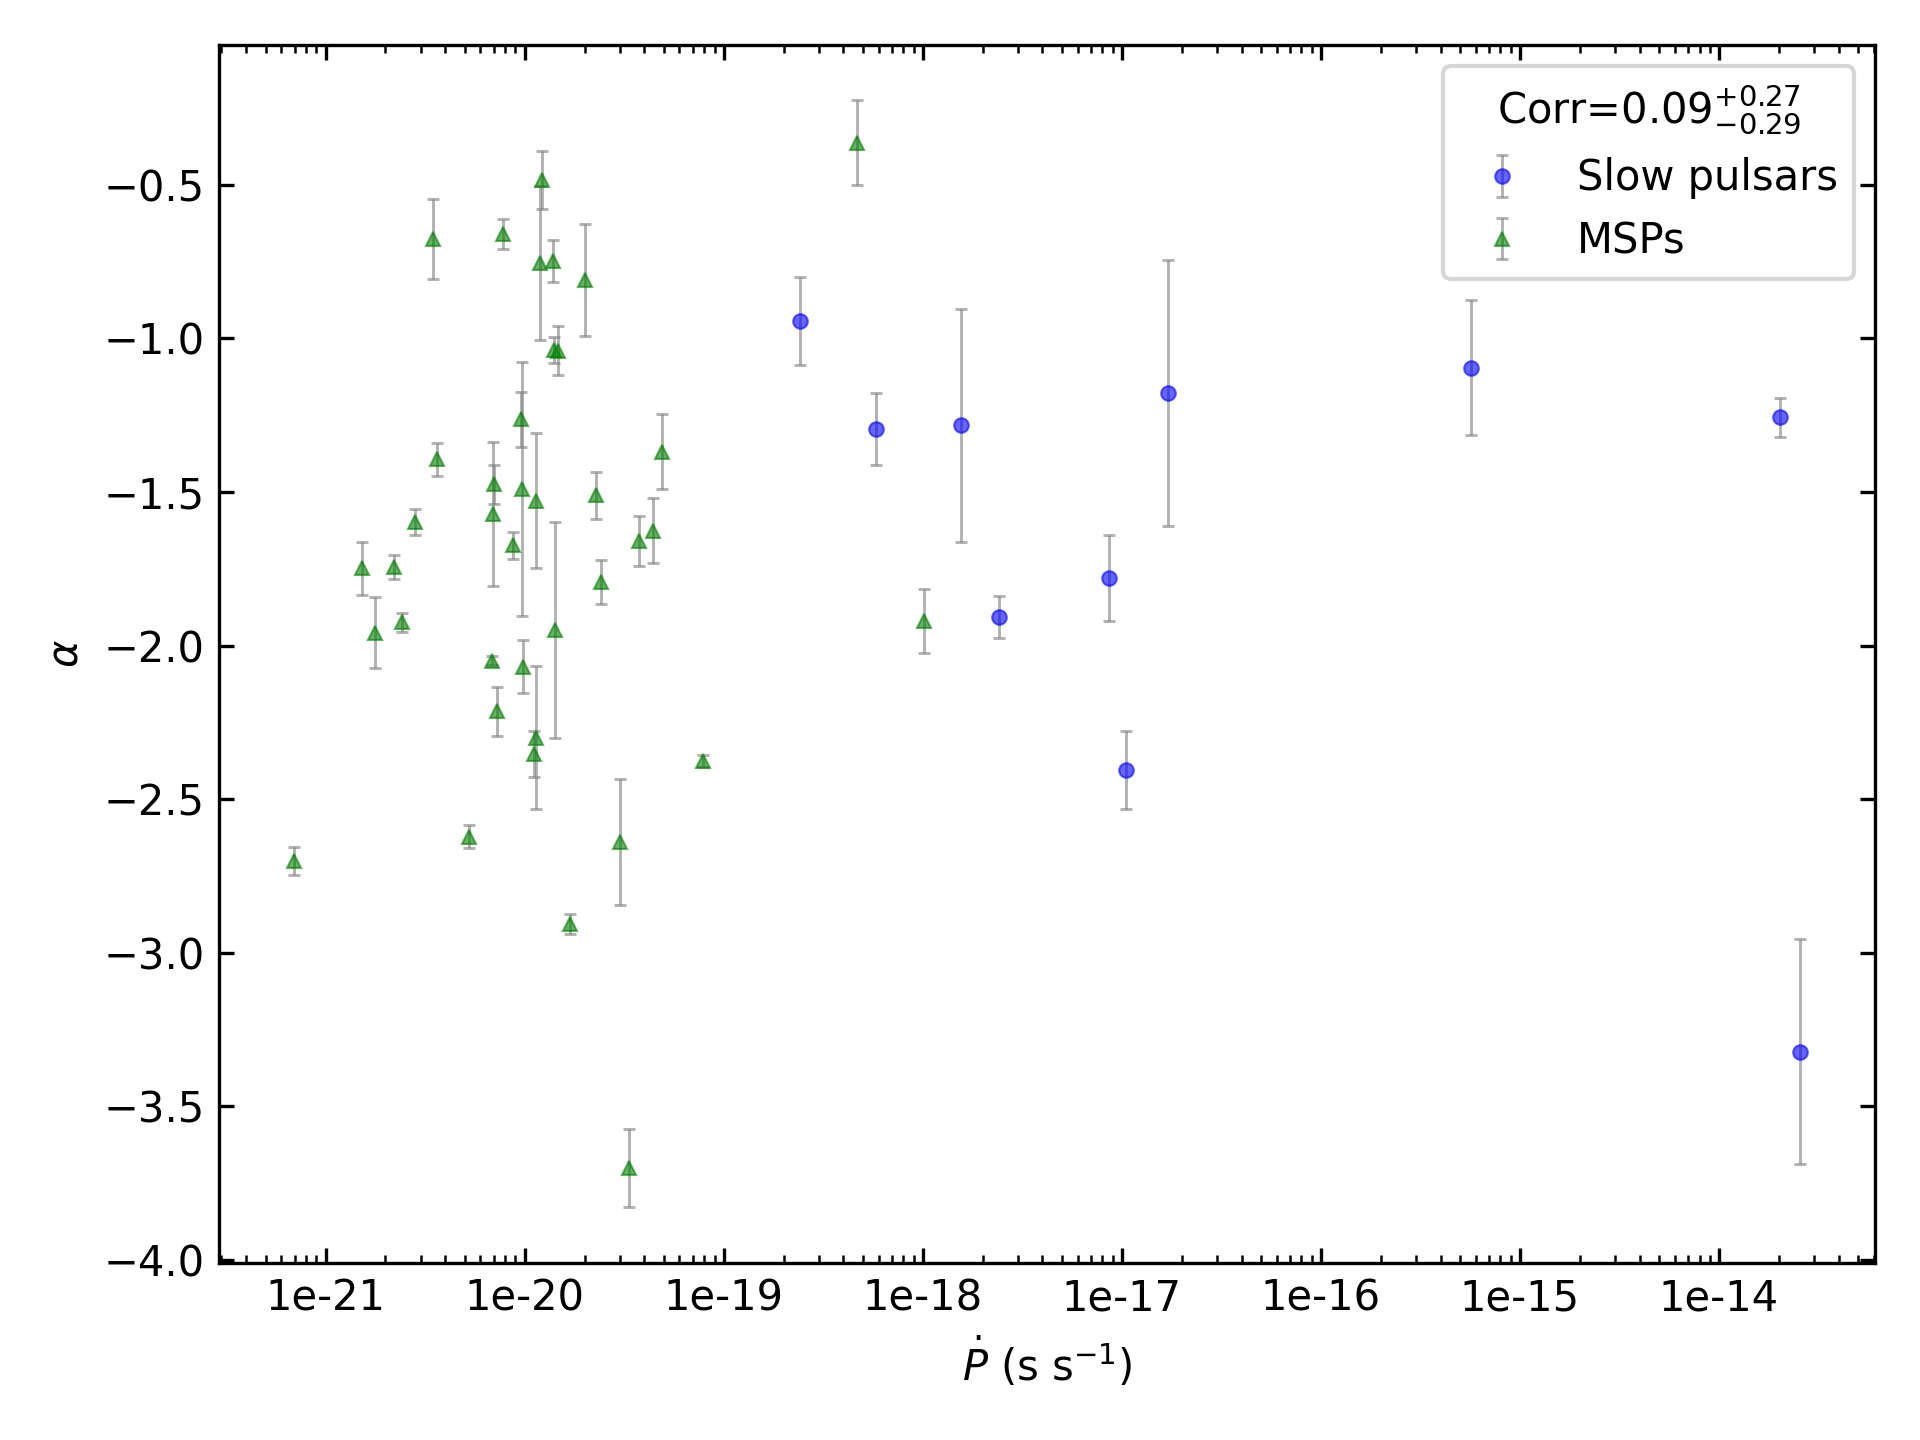 Corr=0.09 +0.27 −0.29
Slow pulsars
MSPs
−0.5
−1.0
−1.5
−2.0
−2.5
−3.0
−3.5
−4.0
α
1e-21 1e-20 1e-19 1e-18 1e-17 1e-16 1e-15 1e-14
Ṗ (s s⁻¹)